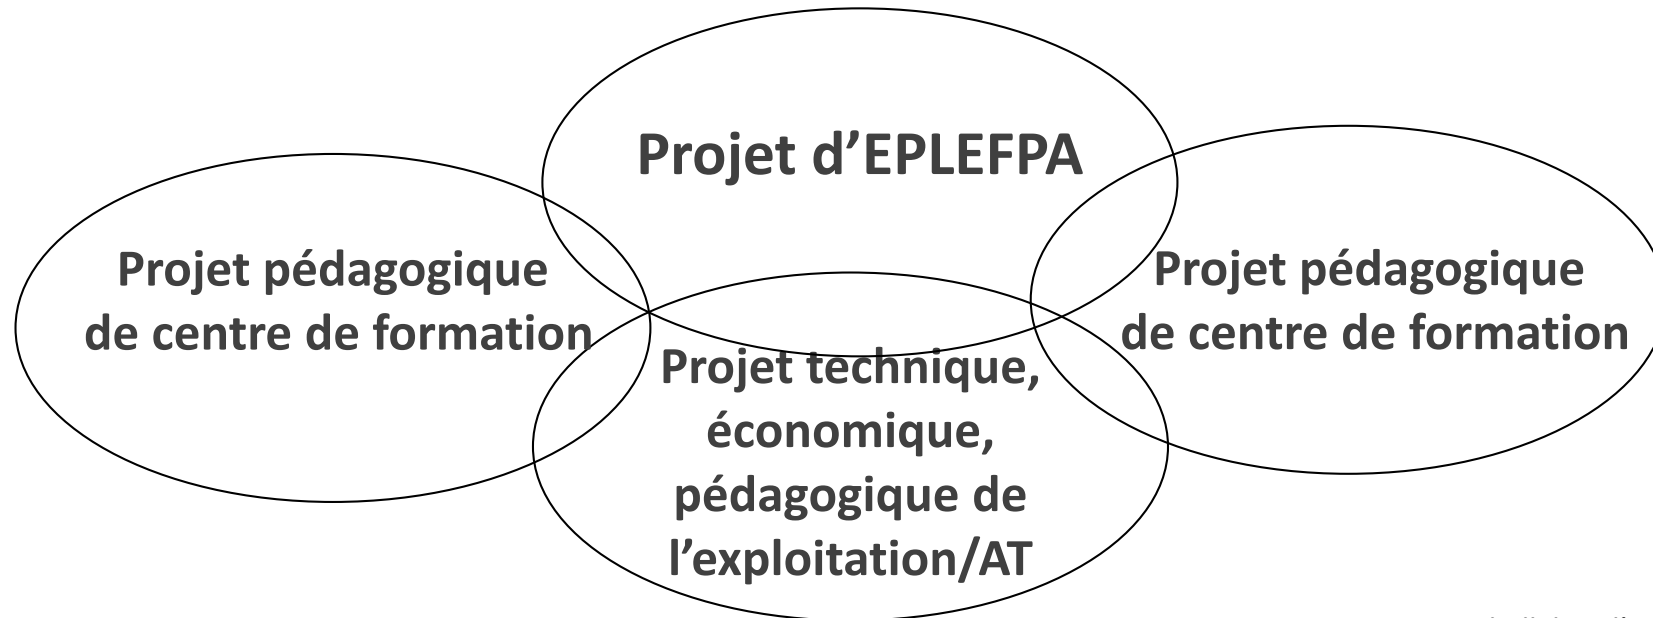 Projet d’EPLEFPA
Projet pédagogique
de centre de formation
Projet pédagogique
de centre de formation
Projet technique,
économique,
pédagogique de
l’exploitation/AT